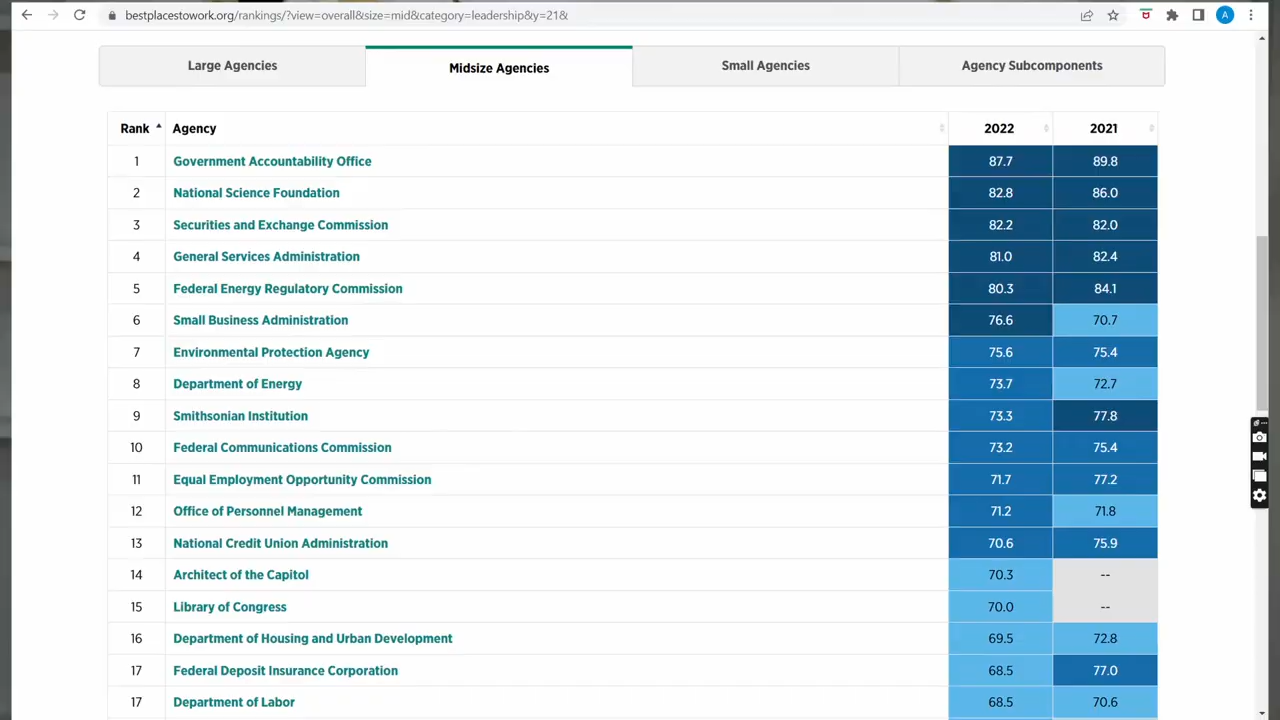 bestplacestowork.org/rankings/?view=overall&size=mid&category=leadership&y=21&
A
Large Agencies Midsize Agencies Small Agencies Agency Subcomponents
Rank Agency 2022 2021
1 Government Accountability Office 87.7 89.8
2 National Science Foundation 82.8 86.0
3 Securities and Exchange Commission 82.2 82.0
4 General Services Administration 81.0 82.4
5 Federal Energy Regulatory Commission 80.3 84.1
6 Small Business Administration 76.6 70.7
7 Environmental Protection Agency 75.6 75.4
8 Department of Energy 73.7 72.7
9 Smithsonian Institution 73.3 77.8
10 Federal Communications Commission 73.2 75.4
11 Equal Employment Opportunity Commission 71.7 77.2
12 Office of Personnel Management 71.2 71.8
13 National Credit Union Administration 70.6 75.9
14 Architect of the Capitol 70.3 --
15 Library of Congress 70.0 --
16 Department of Housing and Urban Development 69.5 72.8
17 Federal Deposit Insurance Corporation 68.5 77.0
17 Department of Labor 68.5 70.6